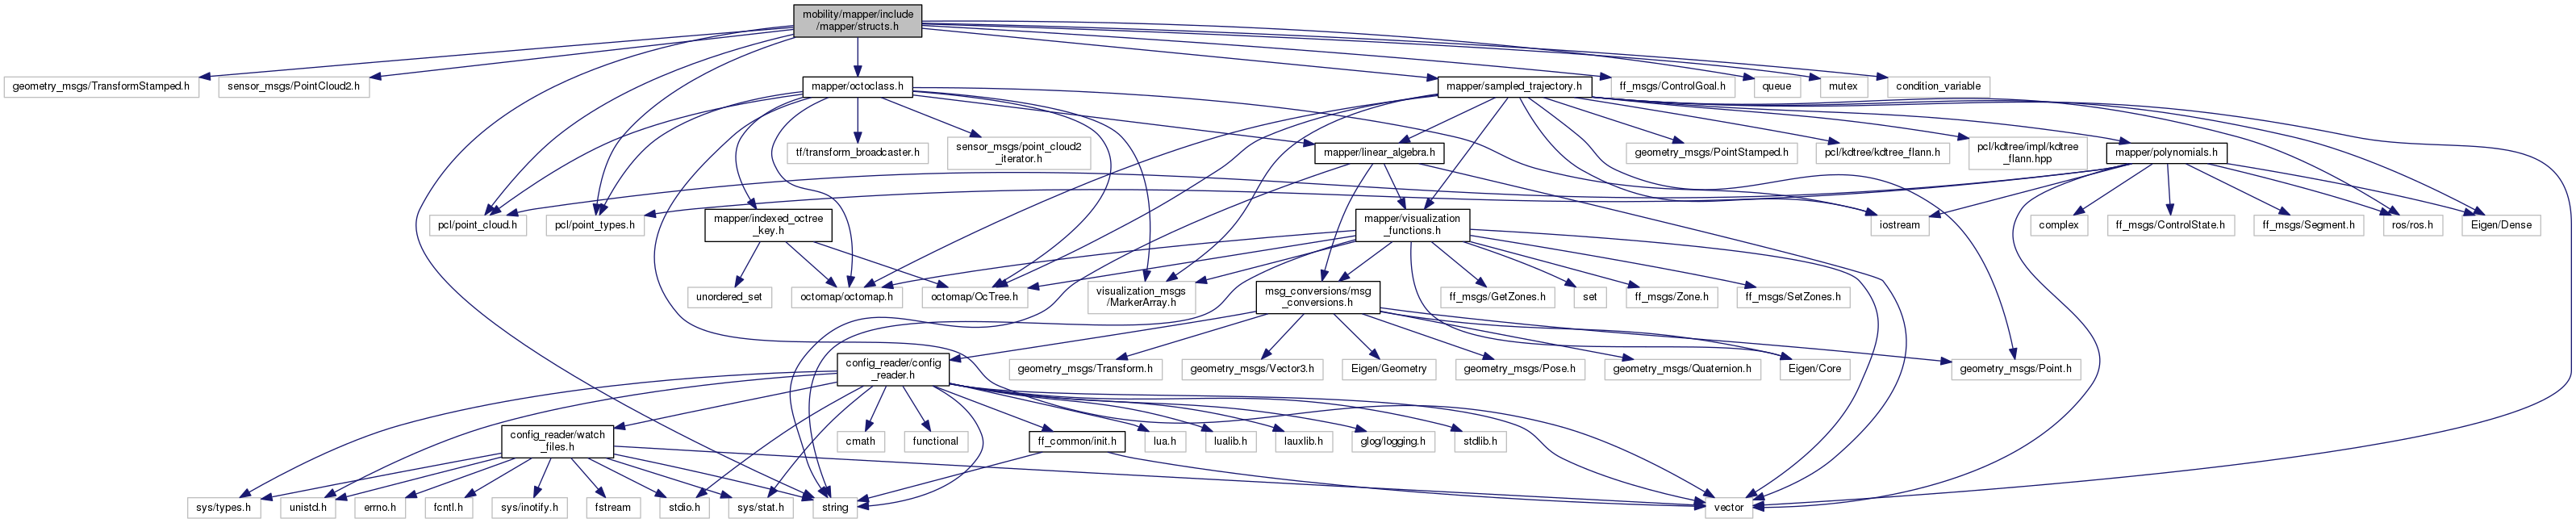 mobility/mapper/include
/mapper/structs.h
geometry_msgs/TransformStamped.h
sensor_msgs/PointCloud2.h
mapper/octoclass.h
mapper/sampled_trajectory.h
ff_msgs/ControlGoal.h
queue
mutex
condition_variable
tf/transform_broadcaster.h
sensor_msgs/point_cloud2
_iterator.h
mapper/linear_algebra.h
geometry_msgs/PointStamped.h
pcl/kdtree/kdtree_flann.h
pcl/kdtree/impl/kdtree
_flann.hpp
mapper/polynomials.h
pcl/point_cloud.h
pcl/point_types.h
mapper/indexed_octree
_key.h
mapper/visualization
_functions.h
iostream
complex
ff_msgs/ControlState.h
ff_msgs/Segment.h
ros/ros.h
Eigen/Dense
unordered_set
octomap/octomap.h
octomap/OcTree.h
visualization_msgs
/MarkerArray.h
msg_conversions/msg
_conversions.h
ff_msgs/GetZones.h
set
ff_msgs/Zone.h
ff_msgs/SetZones.h
config_reader/config
_reader.h
geometry_msgs/Transform.h
geometry_msgs/Vector3.h
Eigen/Geometry
geometry_msgs/Pose.h
geometry_msgs/Quaternion.h
Eigen/Core
geometry_msgs/Point.h
config_reader/watch
_files.h
cmath
functional
ff_common/init.h
lua.h
lualib.h
lauxlib.h
glog/logging.h
stdlib.h
sys/types.h
unistd.h
errno.h
fcntl.h
sys/inotify.h
fstream
stdio.h
sys/stat.h
string
vector